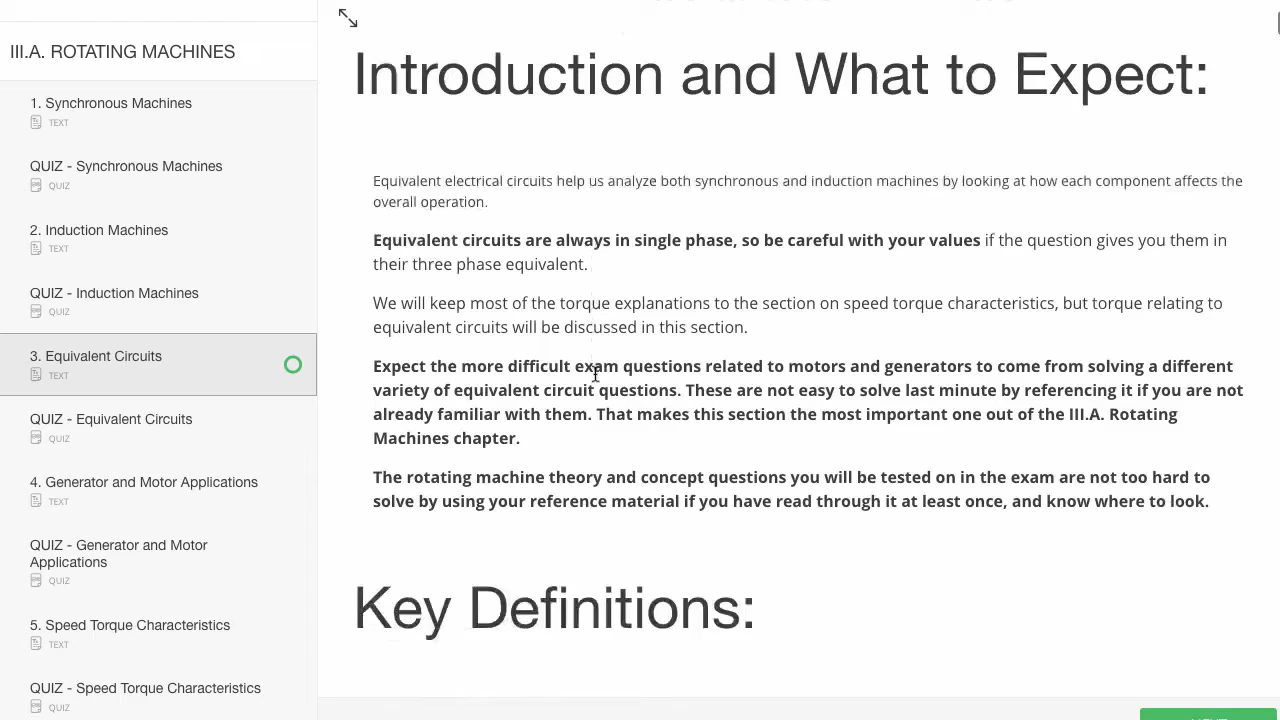 III.A. ROTATING MACHINES
1. Synchronous Machines
TEXT
QUIZ - Synchronous Machines
QUIZ
2. Induction Machines
TEXT
QUIZ - Induction Machines
QUIZ
3. Equivalent Circuits
TEXT
QUIZ - Equivalent Circuits
QUIZ
4. Generator and Motor Applications
TEXT
QUIZ - Generator and Motor
Applications
QUIZ
5. Speed Torque Characteristics
TEXT
QUIZ - Speed Torque Characteristics
QUIZ
Introduction and What to Expect:
Equivalent electrical circuits help us analyze both synchronous and induction machines by looking at how each component affects the
overall operation.
Equivalent circuits are always in single phase, so be careful with your values if the question gives you them in
their three phase equivalent.
We will keep most of the torque explanations to the section on speed torque characteristics, but torque relating to
equivalent circuits will be discussed in this section.
Expect the more difficult exam questions related to motors and generators to come from solving a different
variety of equivalent circuit questions. These are not easy to solve last minute by referencing it if you are not
already familiar with them. That makes this section the most important one out of the III.A. Rotating
Machines chapter.
The rotating machine theory and concept questions you will be tested on in the exam are not too hard to
solve by using your reference material if you have read through it at least once, and know where to look.
Key Definitions: